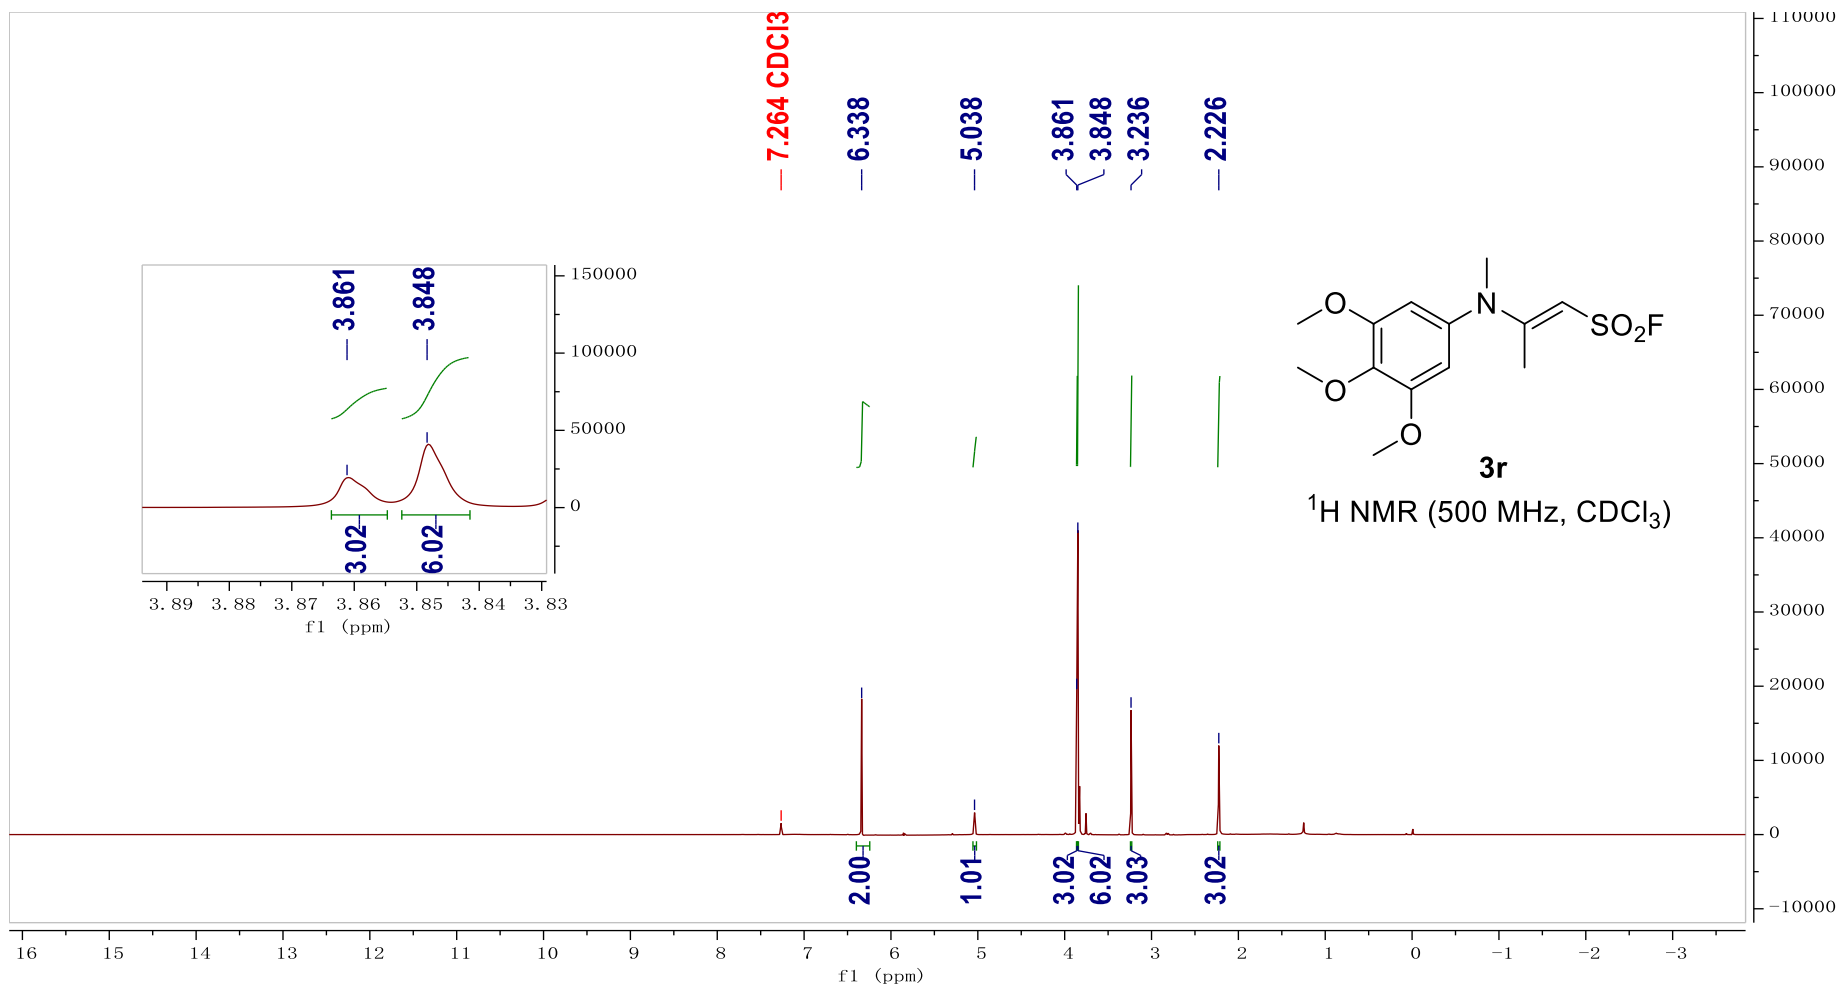 7.264 CDCl3
6.338
5.038
3.861
3.848
3.236
2.226
110000
100000
90000
80000
70000
60000
50000
40000
30000
20000
10000
0
-10000
3.861
3.848
150000
100000
50000
0
3.02
6.02
3.89 3.88 3.87 3.86 3.85 3.84 3.83
f1 (ppm)
N
O
O
O
SO2F
3r
1H NMR (500 MHz, CDCl3)
2.00
1.01
3.02
6.02
3.03
3.02
16 15 14 13 12 11 10 9 8 7 6 5 4 3 2 1 0 -1 -2 -3
f1 (ppm)